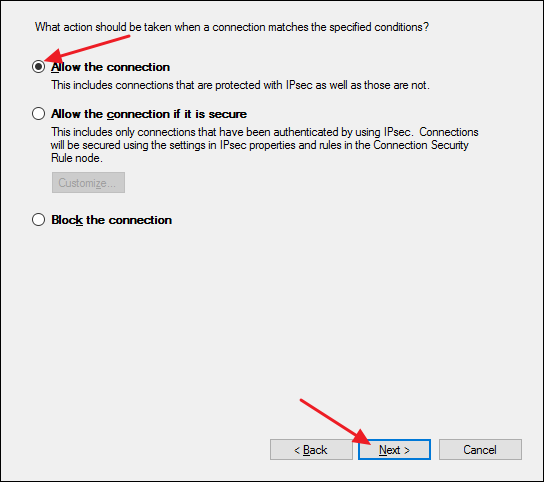 What action should be taken when a connection matches the specified conditions?
Allow the connection
This includes connections that are protected with IPsec as well as those are not.
Allow the connection if it is secure
This includes only connections that have been authenticated by using IPsec. Connections
will be secured using the settings in IPsec properties and rules in the Connection Security
Rule node.
Customize...
Block the connection
< Back
Next >
Cancel